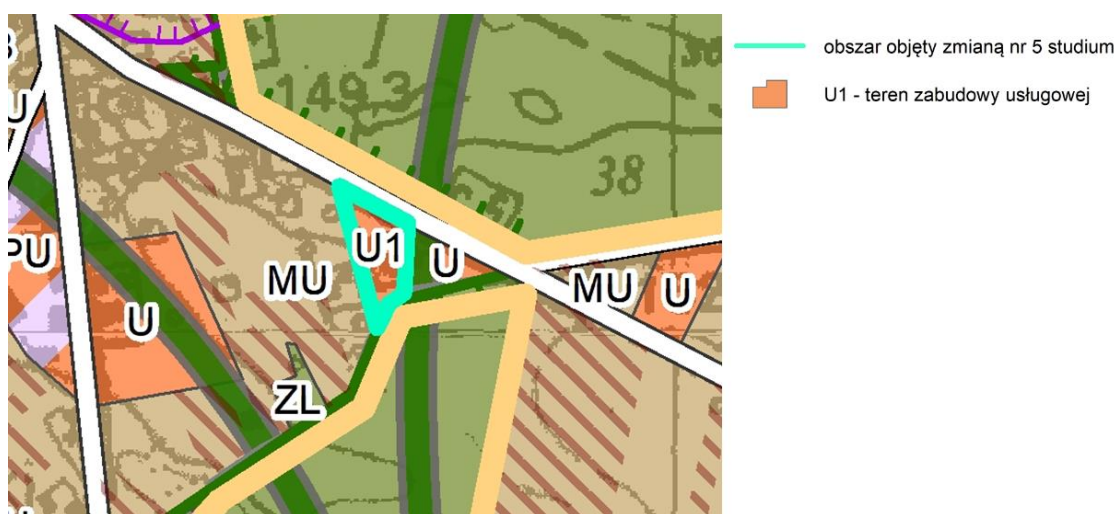 149.3
38
U
PU
U
MU
U1
U
MU
U
ZL
obszar objęty zmianą nr 5 studium
U1 - teren zabudowy usługowej